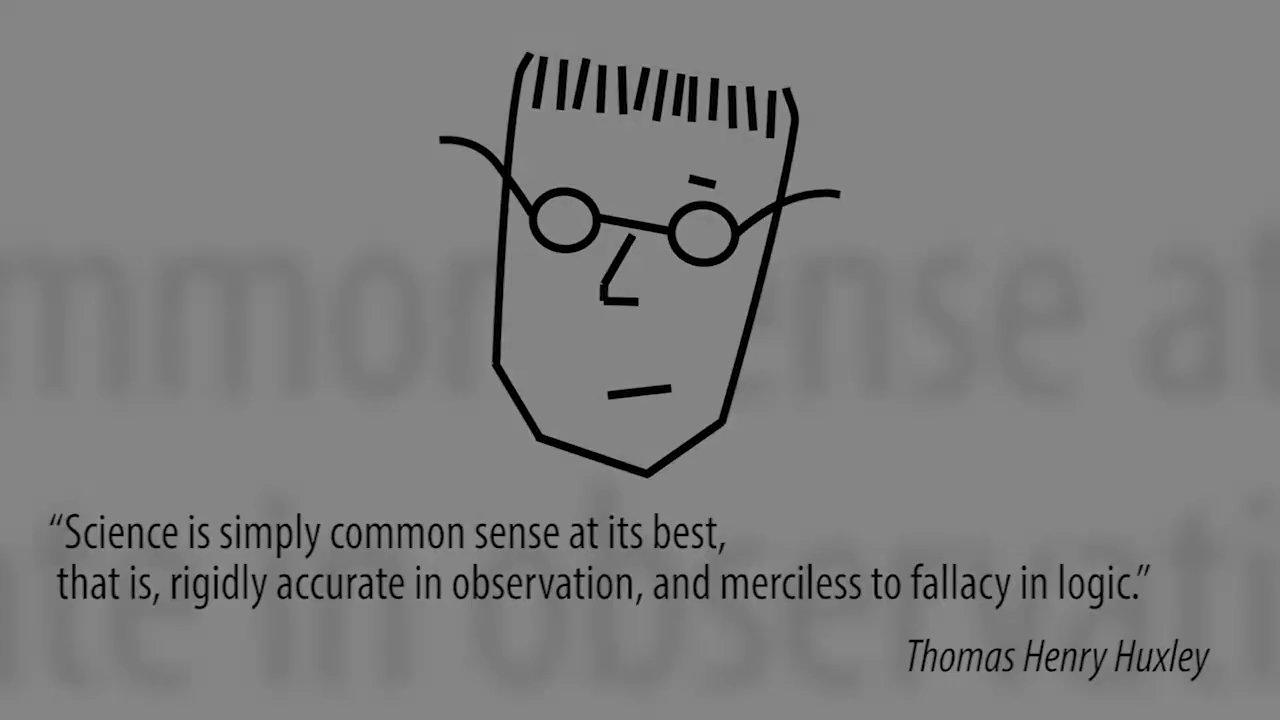 “Science is simply common sense at its best,
that is, rigidly accurate in observation, and merciless to fallacy in logic.”
Thomas Henry Huxley